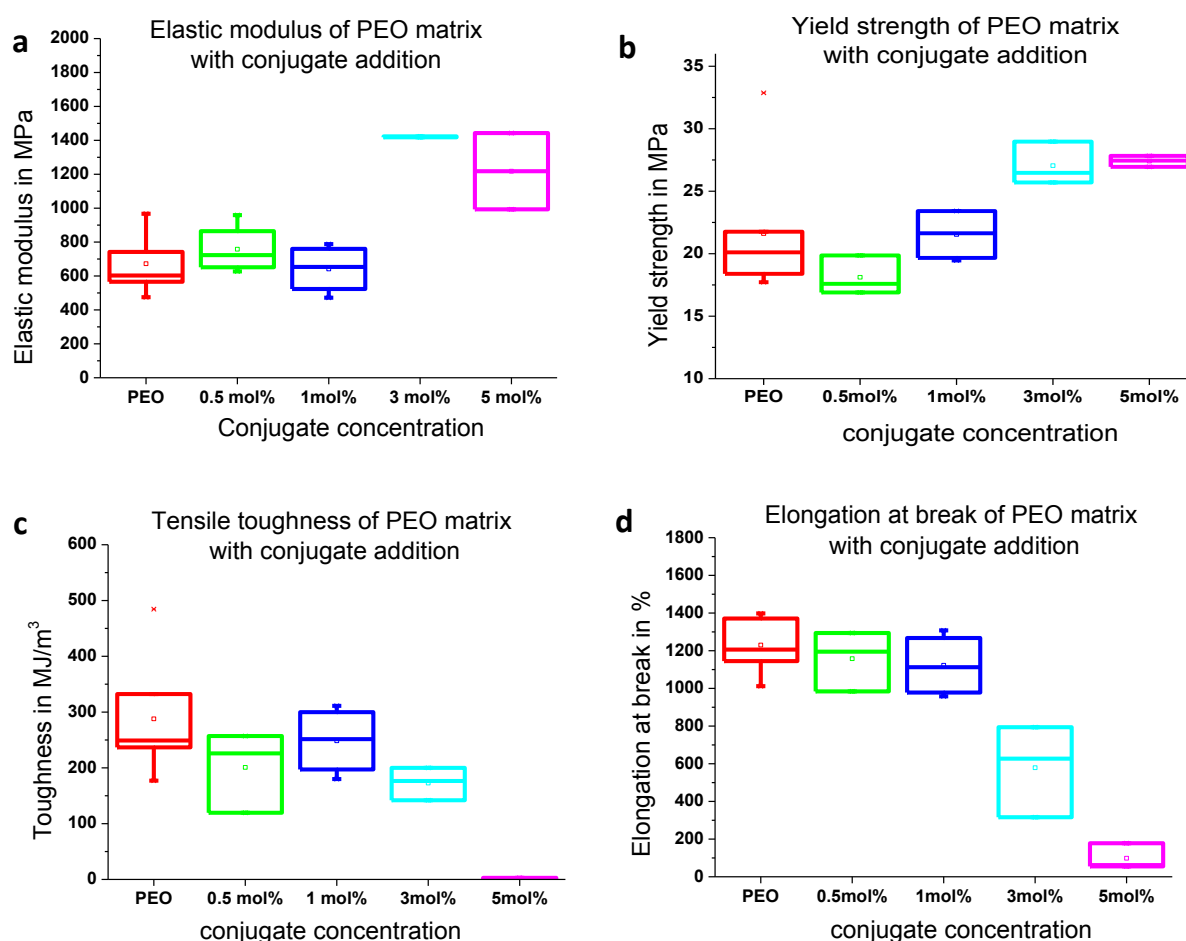 a
Elastic modulus of PEO matrix
with conjugate addition
Elastic modulus in MPa
2000
1800
1600
1400
1200
1000
800
600
400
200
0
PEO 0.5 mol% 1mol% 3 mol% 5 mol%
Conjugate concentration
b
Yield strength of PEO matrix
with conjugate addition
Yield strength in MPa
35
30
25
20
15
10
PEO 0.5mol% 1mol% 3mol% 5mol%
conjugate concentration
c
Tensile toughness of PEO matrix
with conjugate addition
Toughness in MJ/m³
600
500
400
300
200
100
0
PEO 0.5 mol% 1 mol% 3mol% 5mol%
conjugate concentration
d
Elongation at break of PEO matrix
with conjugate addition
Elongation at break in %
1800
1600
1400
1200
1000
800
600
400
200
0
PEO 0.5mol% 1mol% 3mol% 5mol%
conjugate concentration